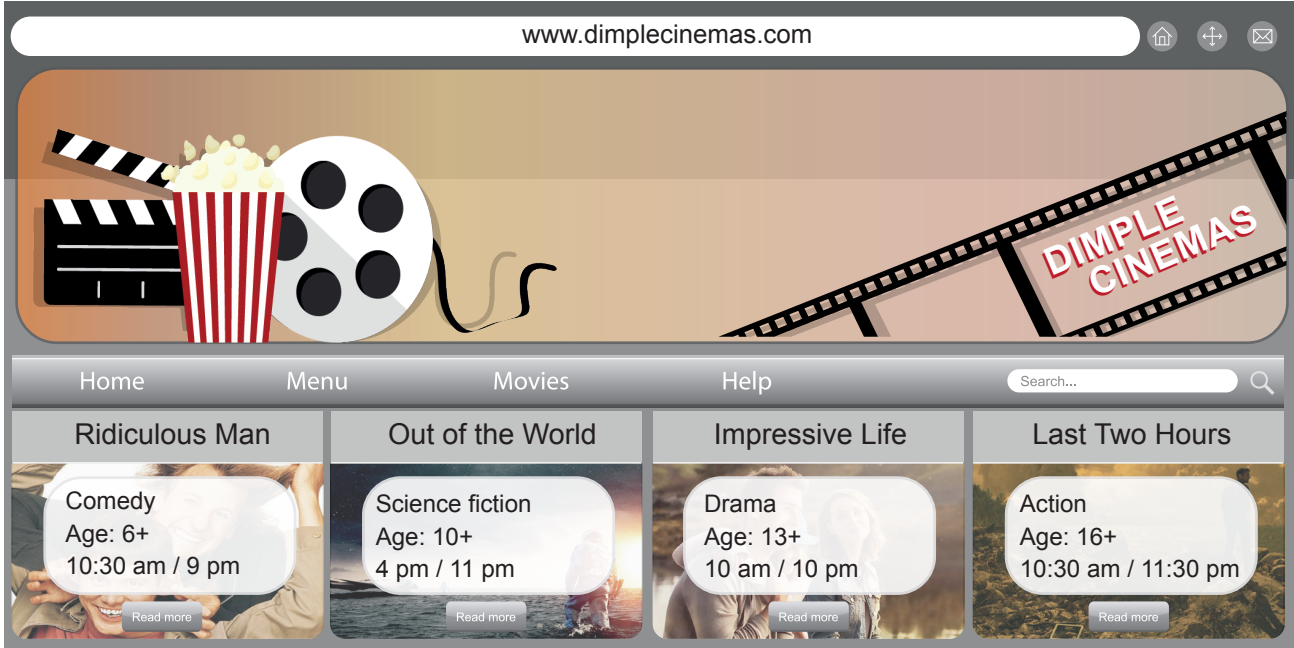 www.dimplecinemas.com
DIMPLE
CINEMAS
Home Menu Movies Help Search...
Ridiculous Man
Comedy
Age: 6+
10:30 am / 9 pm
Read more
Out of the World
Science fiction
Age: 10+
4 pm / 11 pm
Read more
Impressive Life
Drama
Age: 13+
10 am / 10 pm
Read more
Last Two Hours
Action
Age: 16+
10:30 am / 11:30 pm
Read more